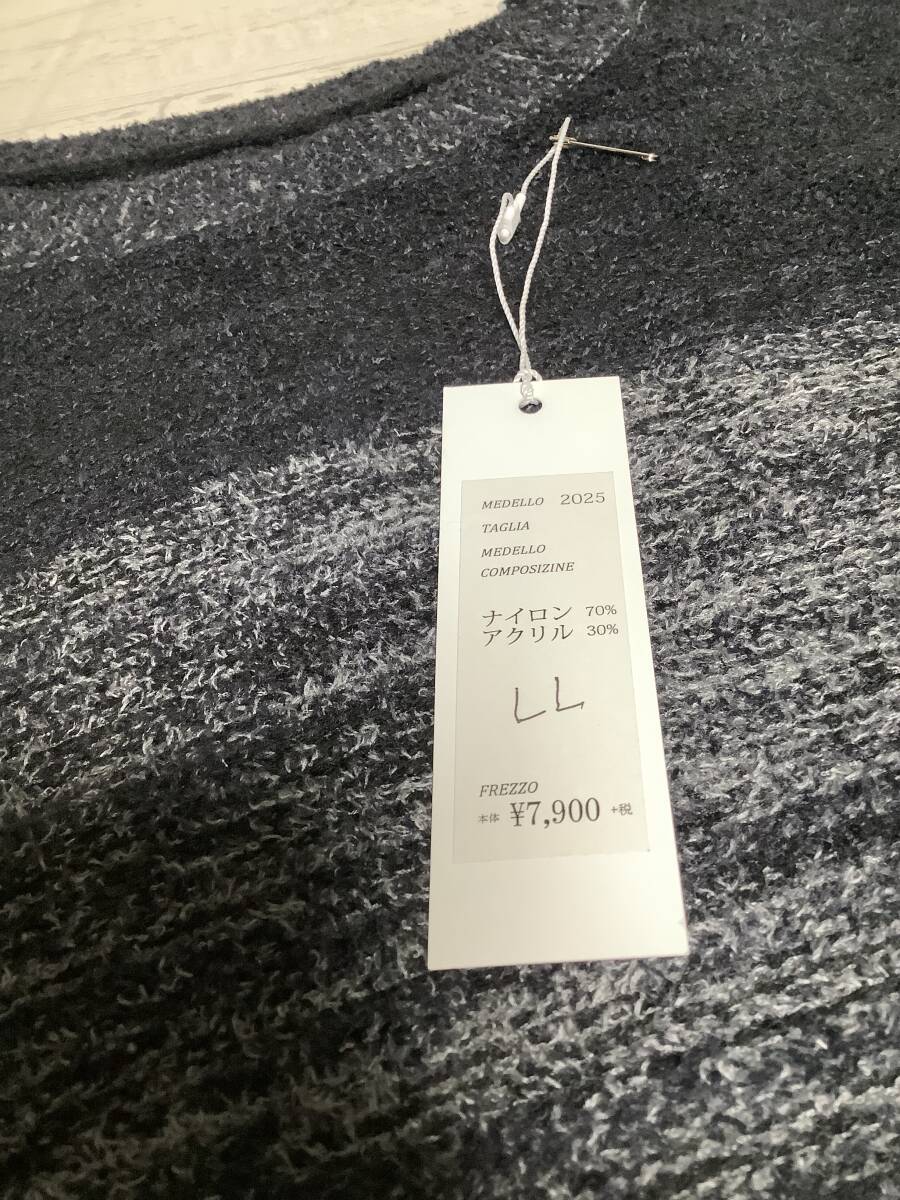 MEDELLO 2025
TAGLIA
MEDELLO
COMPOSIZINE
ナイロン 70%
アクリル 30%
LL
FREZZO
本体 ¥7,900 +税